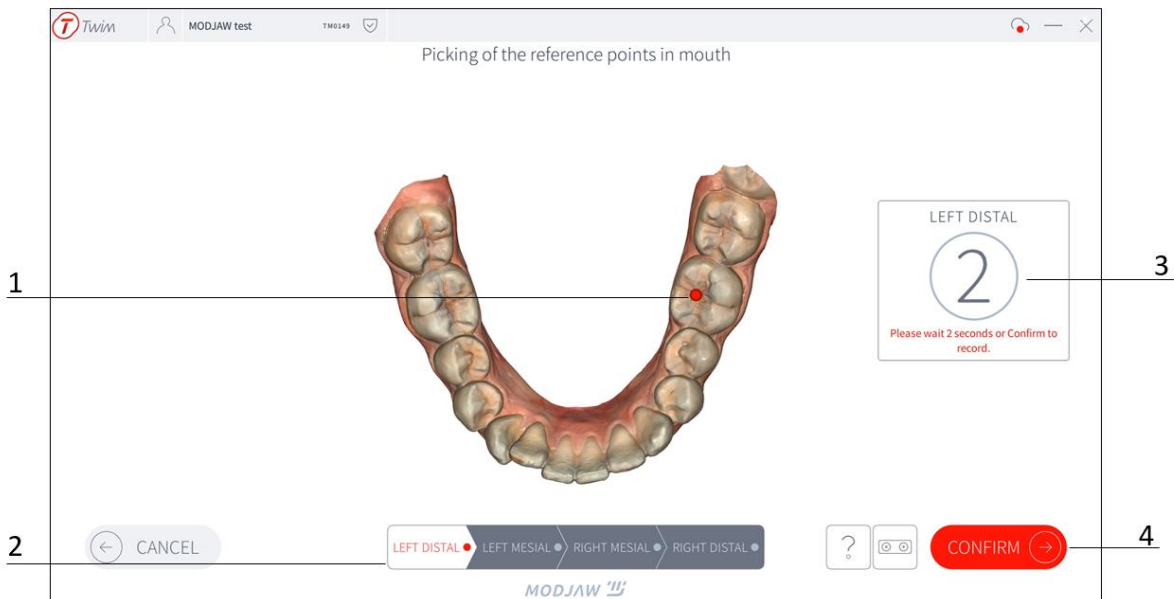 Twim MODJAW test TM0149
Picking of the reference points in mouth
1
LEFT DISTAL
2
Please wait 2 seconds or Confirm to
record.
3
2
CANCEL
LEFT DISTAL LEFT MESIAL RIGHT MESIAL RIGHT DISTAL
?
CONFIRM
4
MODJAW